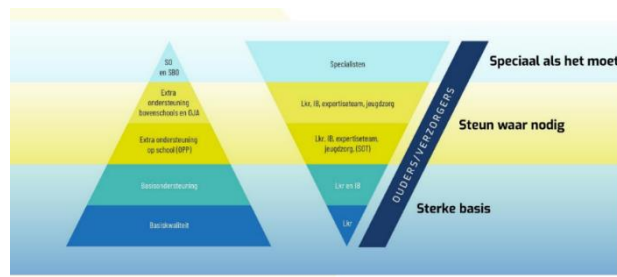 SO
en SBO
Extra
ondersteuning
bovenschools en OJA
Extra ondersteuning
op school (OPP)
Basisondersteuning
Basiskwaliteit
Specialisten
Lkr, IB, expertiseteam, jeugdzorg
Lkr, IB, expertiseteam,
jeugdzorg, (SOT)
Lkr en IB
Lkr
OUDERS/VERZORGERS
Speciaal als het moet
Steun waar nodig
Sterke basis